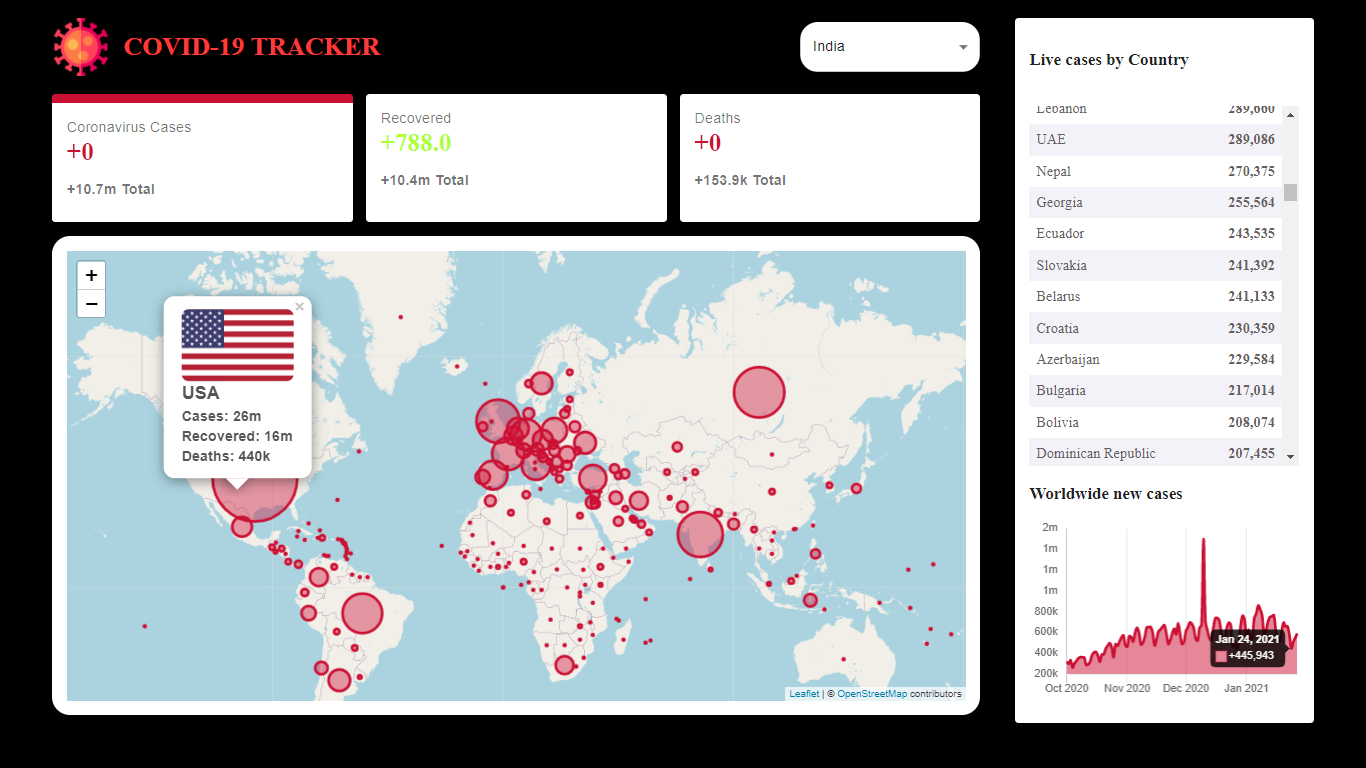 COVID-19 TRACKER
India
Coronavirus Cases
+0
+10.7m Total
Recovered
+788.0
+10.4m Total
Deaths
+0
+153.9k Total
+
−
×
USA
Cases: 26m
Recovered: 16m
Deaths: 440k
Leaflet | © OpenStreetMap contributors
Live cases by Country
Lebanon 289,660
UAE 289,086
Nepal 270,375
Georgia 255,564
Ecuador 243,535
Slovakia 241,392
Belarus 241,133
Croatia 230,359
Azerbaijan 229,584
Bulgaria 217,014
Bolivia 208,074
Dominican Republic 207,455
Worldwide new cases
2m
1m
1m
1m
800k
600k
400k
200k
Jan 24, 2021
+445,943
Oct 2020 Nov 2020 Dec 2020 Jan 2021